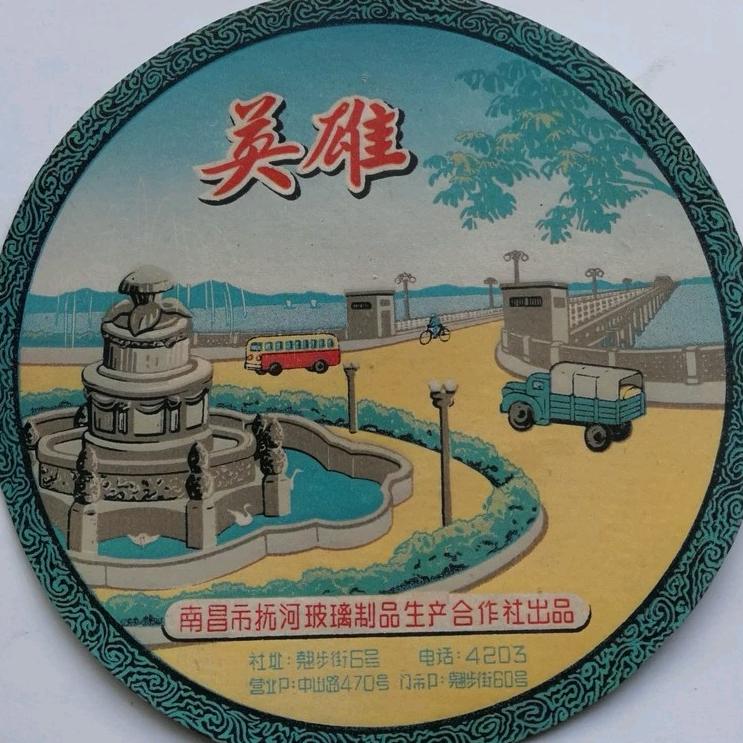 英雄
南昌市抚河玻璃制品生产合作社出品
社址：翘步街6号 电话：4203
营业部：中山路470号 门市部：翘步街60号